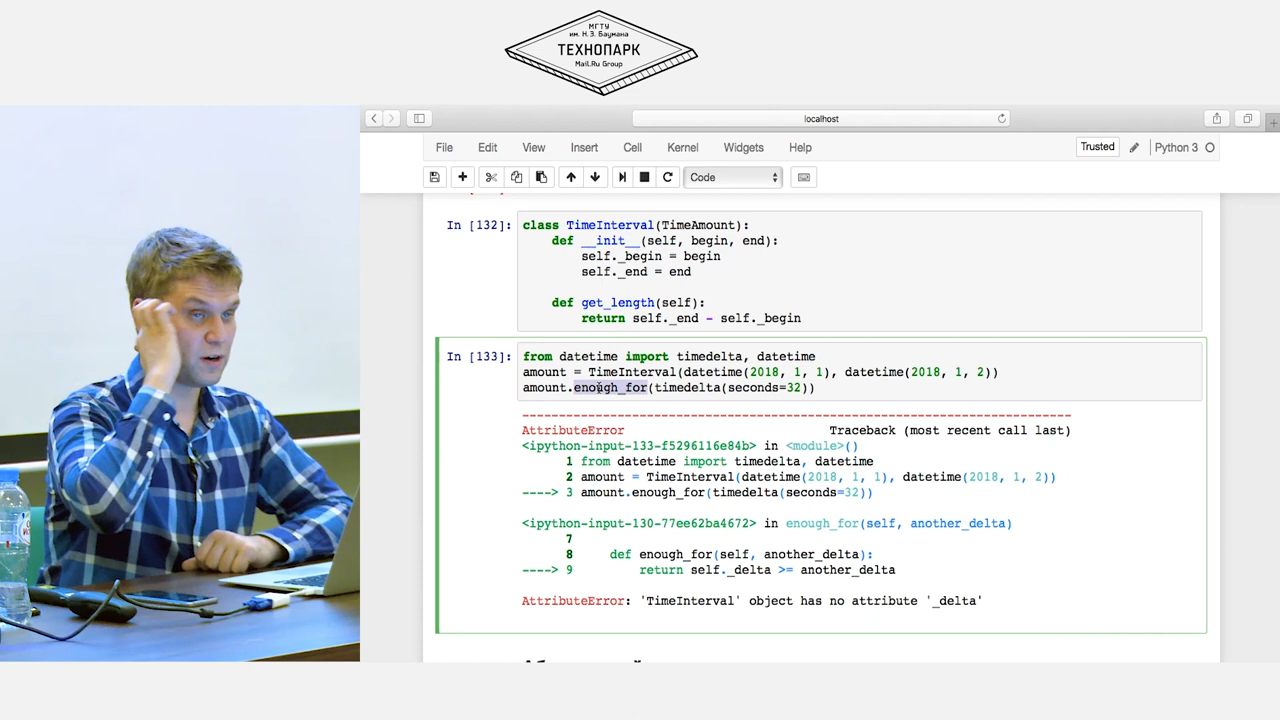 МГТУ
им. Н.Э. Баумана
ТЕХНОПАРК
Mail.Ru Group
localhost
File Edit View Insert Cell Kernel Widgets Help
Trusted
Python 3
Code
In [132]: class TimeInterval(TimeAmount):
def __init__(self, begin, end):
self._begin = begin
self._end = end
def get_length(self):
return self._end - self._begin
In [133]: from datetime import timedelta, datetime
amount = TimeInterval(datetime(2018, 1, 1), datetime(2018, 1, 2))
amount.enough_for(timedelta(seconds=32))
---------------------------------------------------------------------------
AttributeError Traceback (most recent call last)
<ipython-input-133-f5296116e84b> in <module>()
1 from datetime import timedelta, datetime
2 amount = TimeInterval(datetime(2018, 1, 1), datetime(2018, 1, 2))
----> 3 amount.enough_for(timedelta(seconds=32))
<ipython-input-130-77ee62ba4672> in enough_for(self, another_delta)
7
8 def enough_for(self, another_delta):
----> 9 return self._delta >= another_delta
AttributeError: 'TimeInterval' object has no attribute '_delta'